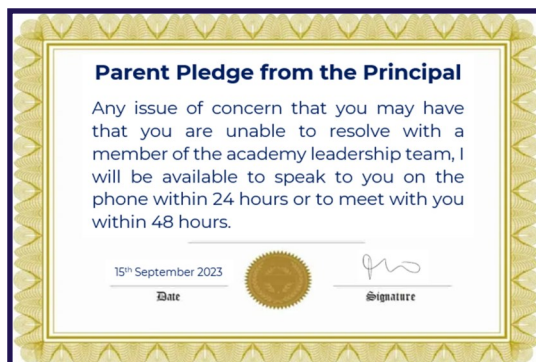 Parent Pledge from the Principal
Any issue of concern that you may have
that you are unable to resolve with a
member of the academy leadership team, I
will be available to speak to you on the
phone within 24 hours or to meet with you
within 48 hours.
15th September 2023
Date
Signature